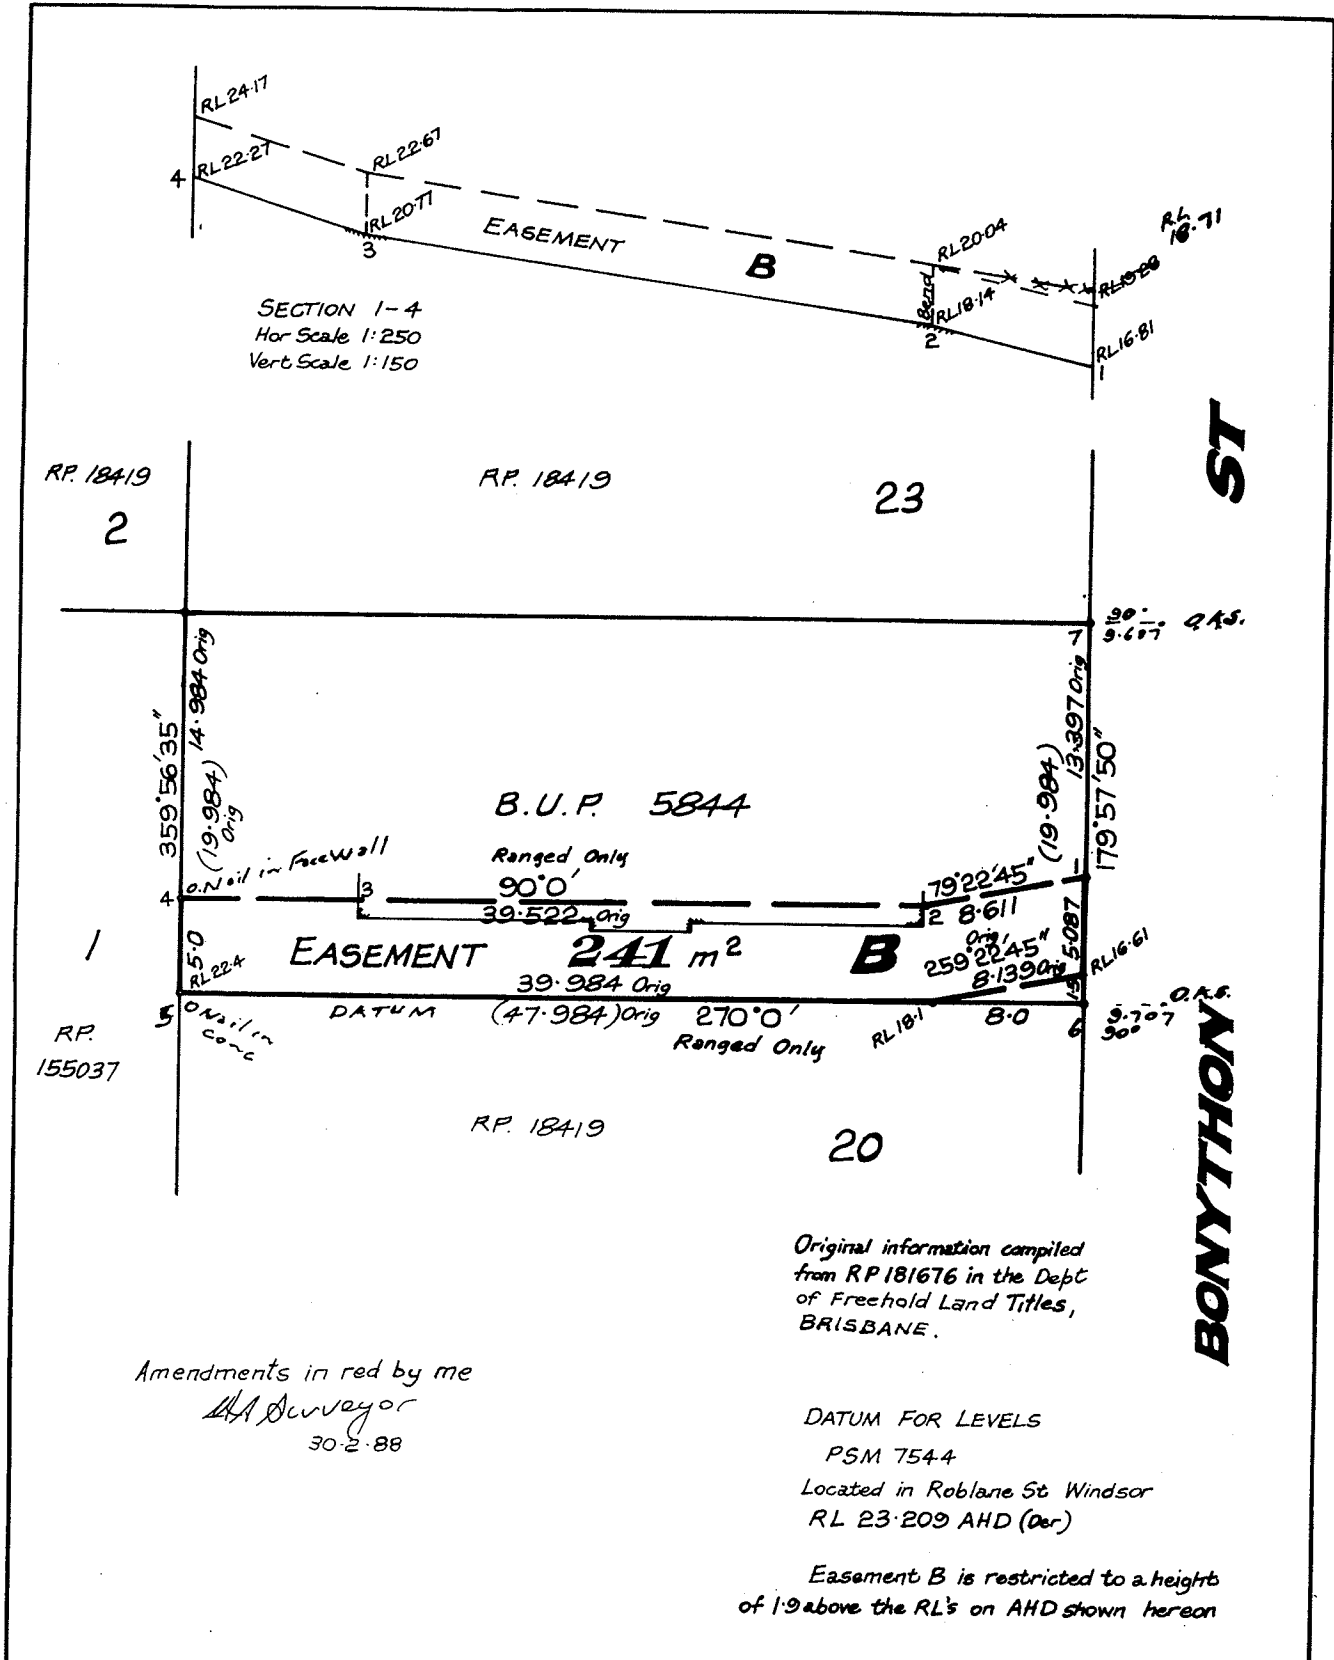 RL 24·17
RL 22·27
4
RL 22·67
RL 20·77
3
EASEMENT
B
RL 20·04
Bend
RL 18·14
2
R.L.
18·71
RL 16·81
1
SECTION 1-4
Hor Scale 1:250
Vert Scale 1:150
ST
RP. 18419
2
RP. 18419
23
7
90°
9·607 O.A.S.
359°56'35"
14·984 Orig
(19·984)
Orig
13·397 Orig
(19·984)
179°57'50"
B.U.P. 5844
O.Nail in Face Wall
Ranged Only
4
3
90°0'
39·522 Orig
79°22'45"
1
2 8·611
Orig
5·0
RL 22·4
EASEMENT 241 m² B
259°22'45"
8·139 Orig
5·087
RL 16·61
39·984 Orig
5
O Nail in
conc
DATUM (47·984) Orig 270°0'
Ranged Only
RL 18·1
8·0
6
O.A.S.
9·707
90°
1
RP.
155037
RP. 18419
20
BONYTHON
Original information compiled
from RP 181676 in the Dept
of Freehold Land Titles,
BRISBANE.
Amendments in red by me
Surveyor
30·2·88
DATUM FOR LEVELS
PSM 7544
Located in Roblane St Windsor
RL 23·209 AHD (Der)
Easement B is restricted to a height
of 1·9 above the RL's on AHD shown hereon